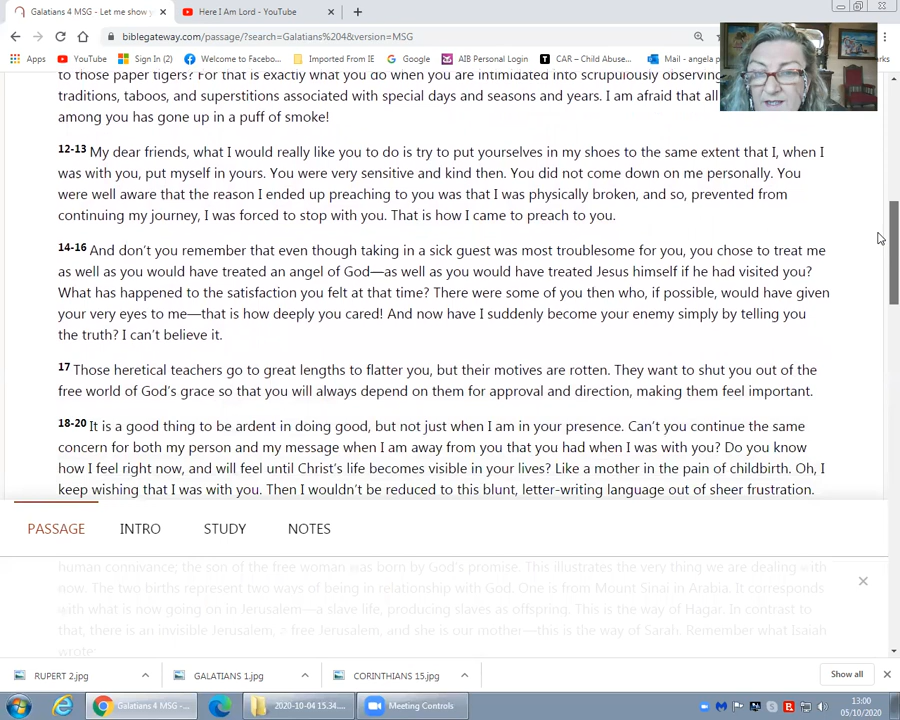 Galatians 4 MSG - Let me show y
Here I Am Lord - YouTube
biblegateway.com/passage/?search=Galatians%204&version=MSG
Apps YouTube Sign In (2) Welcome to Faceb... Imported From IE Google AIB Personal Login CAR – Child Abuse... Mail - angela p
to those paper tigers? For that is exactly what you do when you are intimidated into scrupulously observing
traditions, taboos, and superstitions associated with special days and seasons and years. I am afraid that all
among you has gone up in a puff of smoke!
12-13 My dear friends, what I would really like you to do is try to put yourselves in my shoes to the same extent that I, when I
was with you, put myself in yours. You were very sensitive and kind then. You did not come down on me personally. You
were well aware that the reason I ended up preaching to you was that I was physically broken, and so, prevented from
continuing my journey, I was forced to stop with you. That is how I came to preach to you.
14-16 And don’t you remember that even though taking in a sick guest was most troublesome for you, you chose to treat me
as well as you would have treated an angel of God—as well as you would have treated Jesus himself if he had visited you?
What has happened to the satisfaction you felt at that time? There were some of you then who, if possible, would have given
your very eyes to me—that is how deeply you cared! And now have I suddenly become your enemy simply by telling you
the truth? I can’t believe it.
17 Those heretical teachers go to great lengths to flatter you, but their motives are rotten. They want to shut you out of the
free world of God’s grace so that you will always depend on them for approval and direction, making them feel important.
18-20 It is a good thing to be ardent in doing good, but not just when I am in your presence. Can’t you continue the same
concern for both my person and my message when I am away from you that you had when I was with you? Do you know
how I feel right now, and will feel until Christ’s life becomes visible in your lives? Like a mother in the pain of childbirth. Oh, I
keep wishing that I was with you. Then I wouldn’t be reduced to this blunt, letter-writing language out of sheer frustration.
PASSAGE INTRO STUDY NOTES
human connivance; the son of the free woman was born by God’s promise. This illustrates the very thing we are dealing with
now. The two births represent two ways of being in relationship with God. One is from Mount Sinai in Arabia. It corresponds
with what is now going on in Jerusalem—a slave life, producing slaves as offspring. This is the way of Hagar. In contrast to
that, there is an invisible Jerusalem, a free Jerusalem, and she is our mother—this is the way of Sarah. Remember what Isaiah
wrote:
RUPERT 2.jpg GALATIANS 1.jpg CORINTHIANS 15.jpg Show all
Galatians 4 MSG -... 2020-10-04 15.34.... Meeting Controls 13:00
05/10/2020